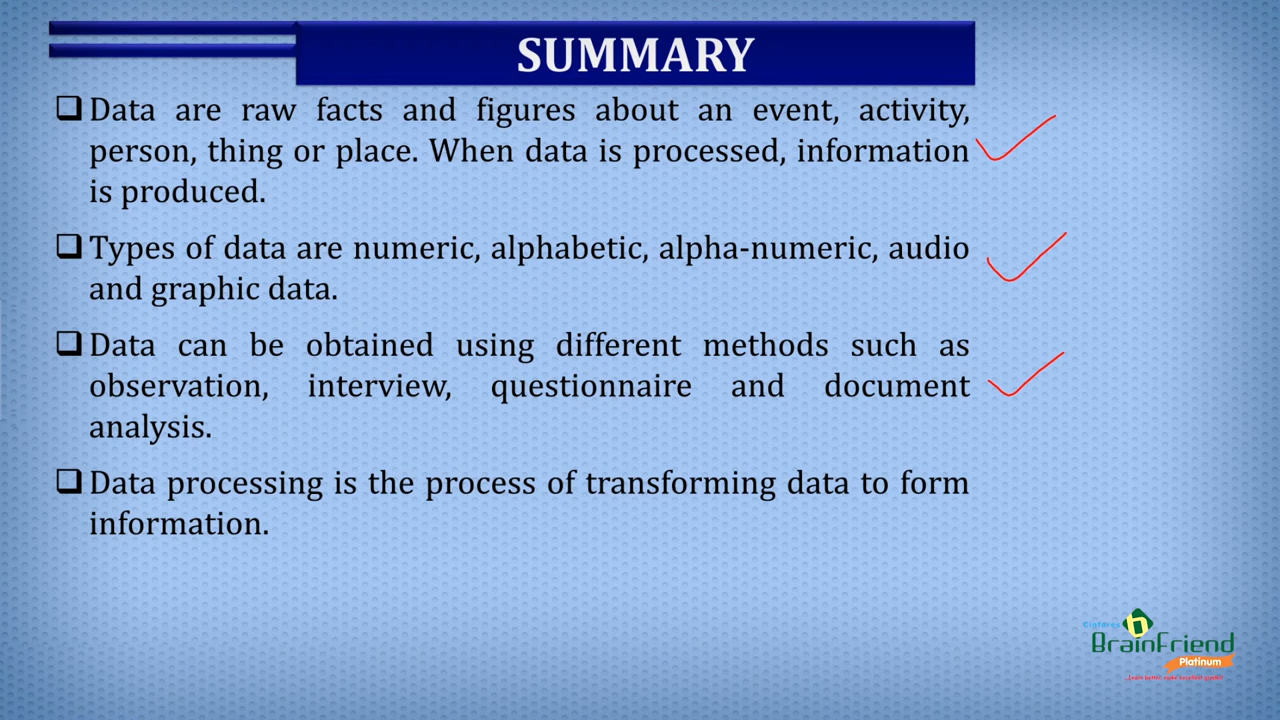 SUMMARY
Data are raw facts and figures about an event, activity,
person, thing or place. When data is processed, information
is produced.
Types of data are numeric, alphabetic, alpha-numeric, audio
and graphic data.
Data can be obtained using different methods such as
observation, interview, questionnaire and document
analysis.
Data processing is the process of transforming data to form
information.
Cinfores
BrainFriend
Platinum